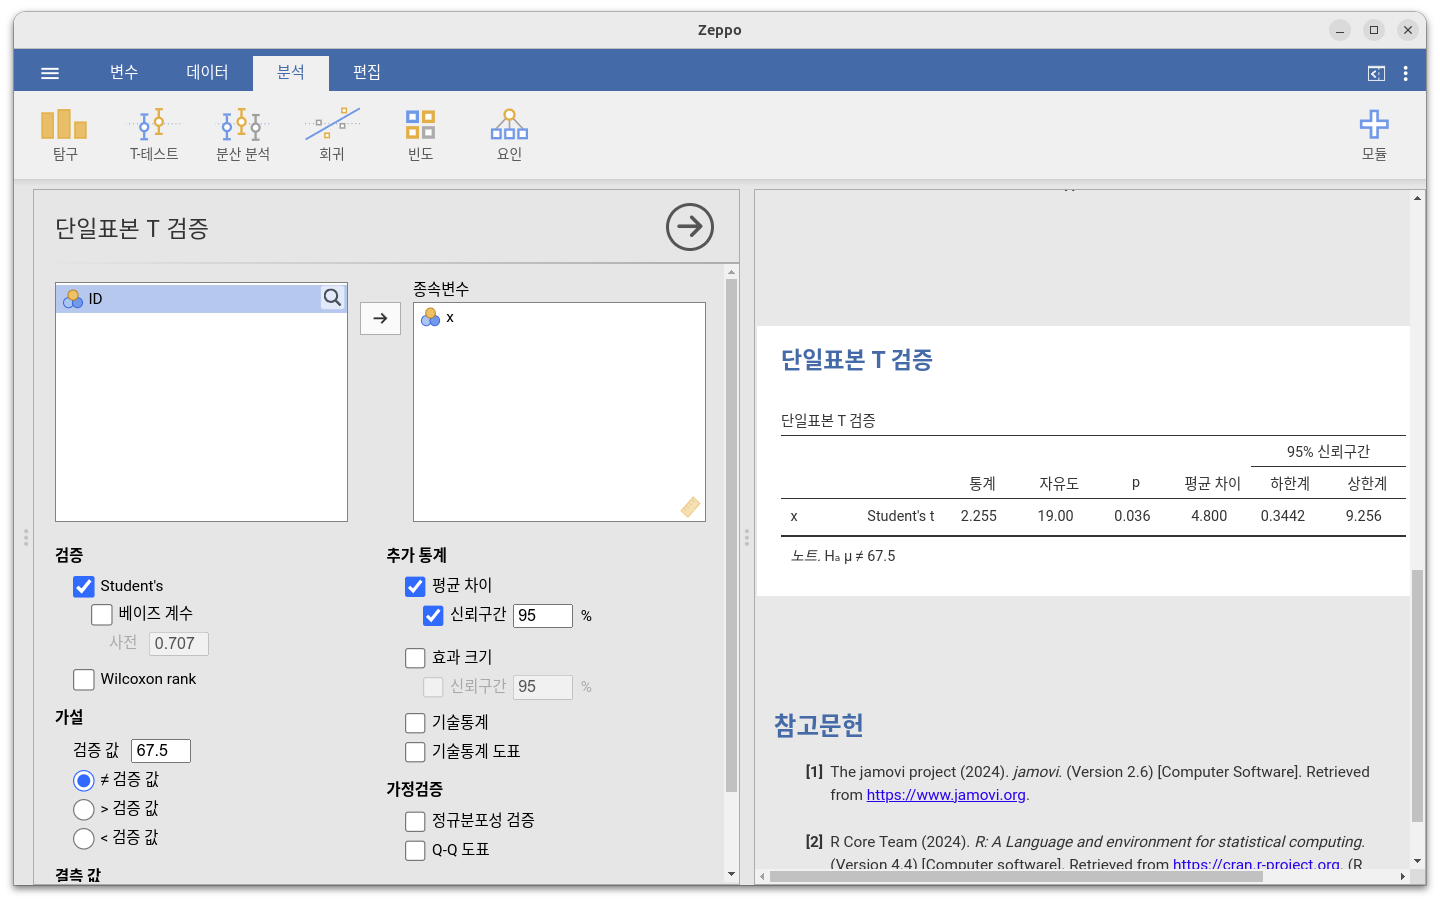 Zeppo
변수 데이터 분석 편집
탐구 T-테스트 분산 분석 회귀 빈도 요인 모듈
단일표본 T 검증
ID
종속변수
x
검증
Student's
베이즈 계수
사전 0.707
Wilcoxon rank
가설
검증 값 67.5
≠ 검증 값
> 검증 값
< 검증 값
결측 값
추가 통계
평균 차이
신뢰구간 95 %
효과 크기
신뢰구간 95 %
기술통계
기술통계 도표
가정검증
정규분포성 검증
Q-Q 도표
단일표본 T 검증
단일표본 T 검증
95% 신뢰구간
통계 자유도 p 평균 차이 하한계 상한계
x Student's t 2.255 19.00 0.036 4.800 0.3442 9.256
노트. Hₐ μ ≠ 67.5
참고문헌
[1] The jamovi project (2024). jamovi. (Version 2.6) [Computer Software]. Retrieved
from https://www.jamovi.org.
[2] R Core Team (2024). R: A Language and environment for statistical computing.
(Version 4.4) [Computer software]. Retrieved from https://cran.r-project.org. (R